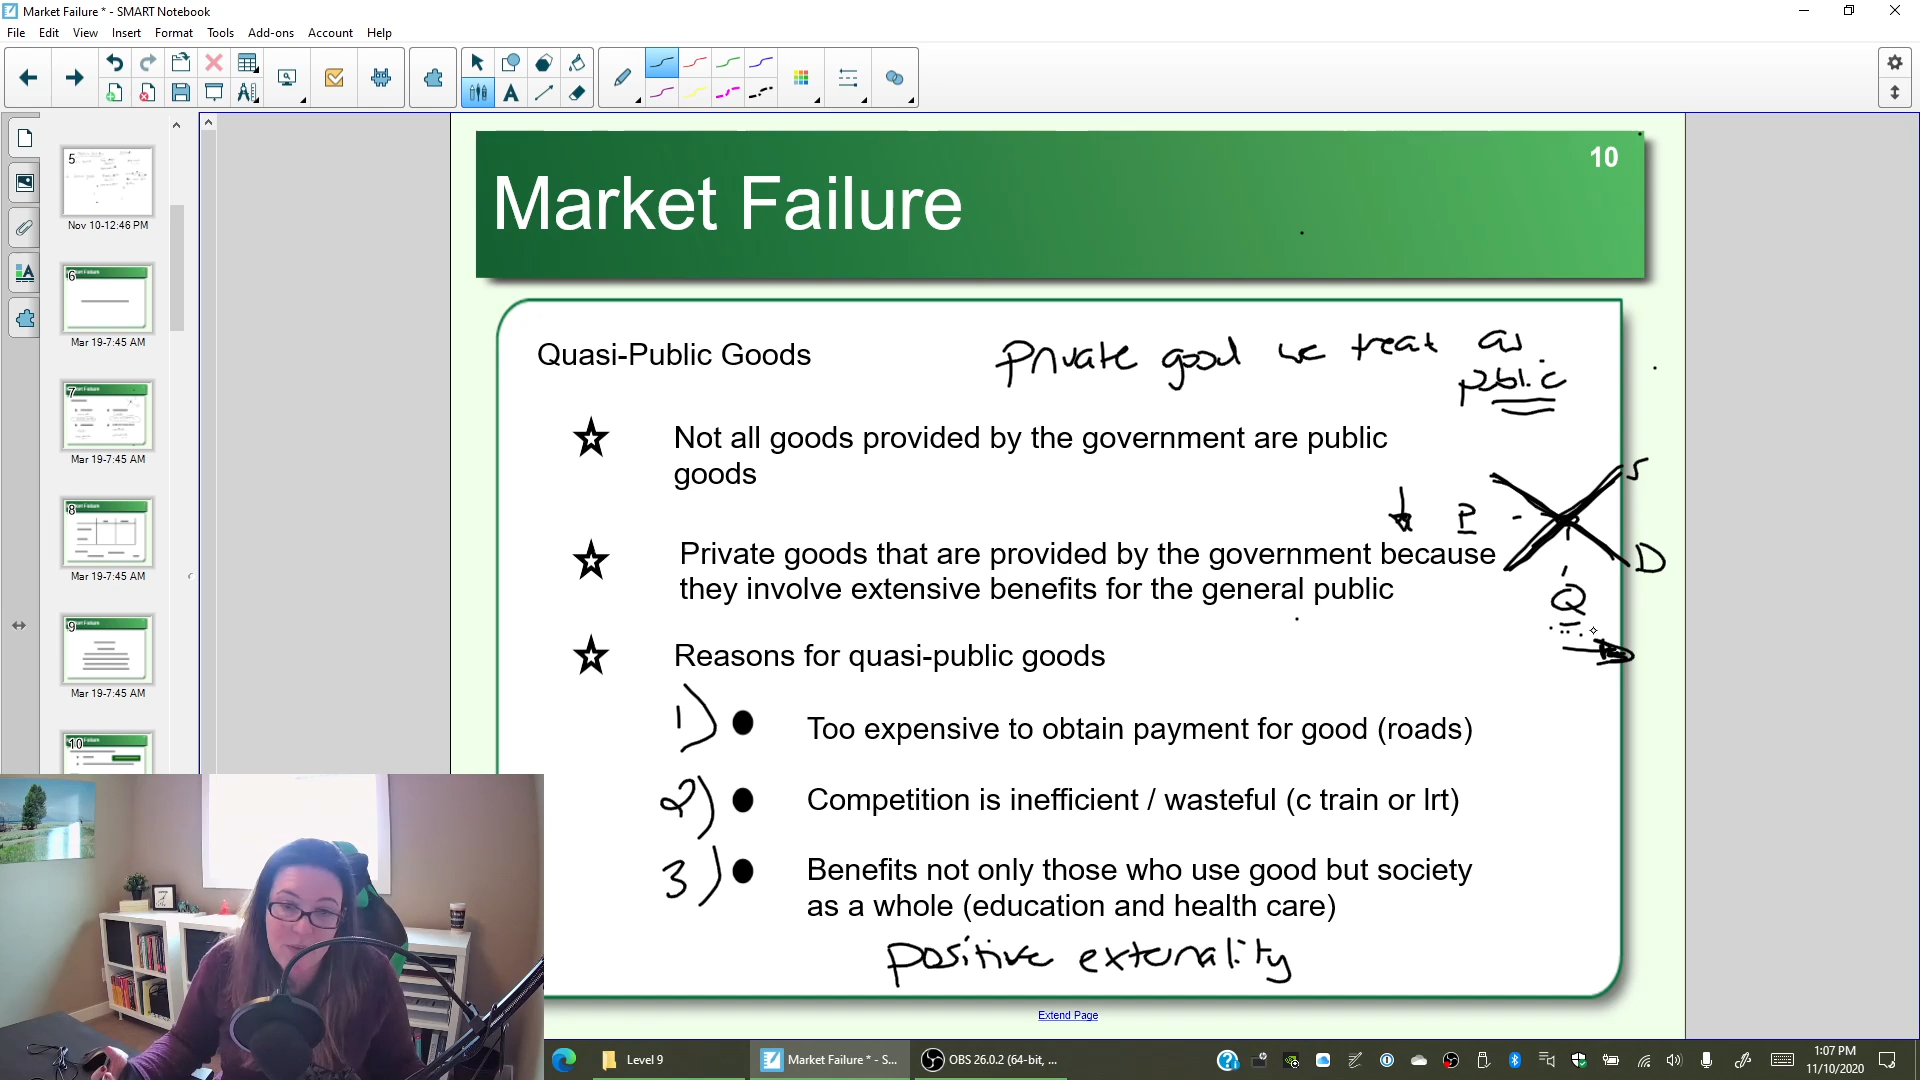 Market Failure * - SMART Notebook
File Edit View Insert Format Tools Add-ons Account Help
5
Nov 10-12:46 PM
6
Mar 19-7:45 AM
7
Mar 19-7:45 AM
8
Mar 19-7:45 AM
9
Mar 19-7:45 AM
10
10
Market Failure
Quasi-Public Goods
Private good we treat as
public
Not all goods provided by the government are public
goods
S
P
D
Q
Private goods that are provided by the government because
they involve extensive benefits for the general public
Reasons for quasi-public goods
1) Too expensive to obtain payment for good (roads)
2) Competition is inefficient / wasteful (c train or lrt)
3) Benefits not only those who use good but society
as a whole (education and health care)
positive externality
Extend Page
Level 9
Market Failure * - S...
OBS 26.0.2 (64-bit, ...
1:07 PM
11/10/2020